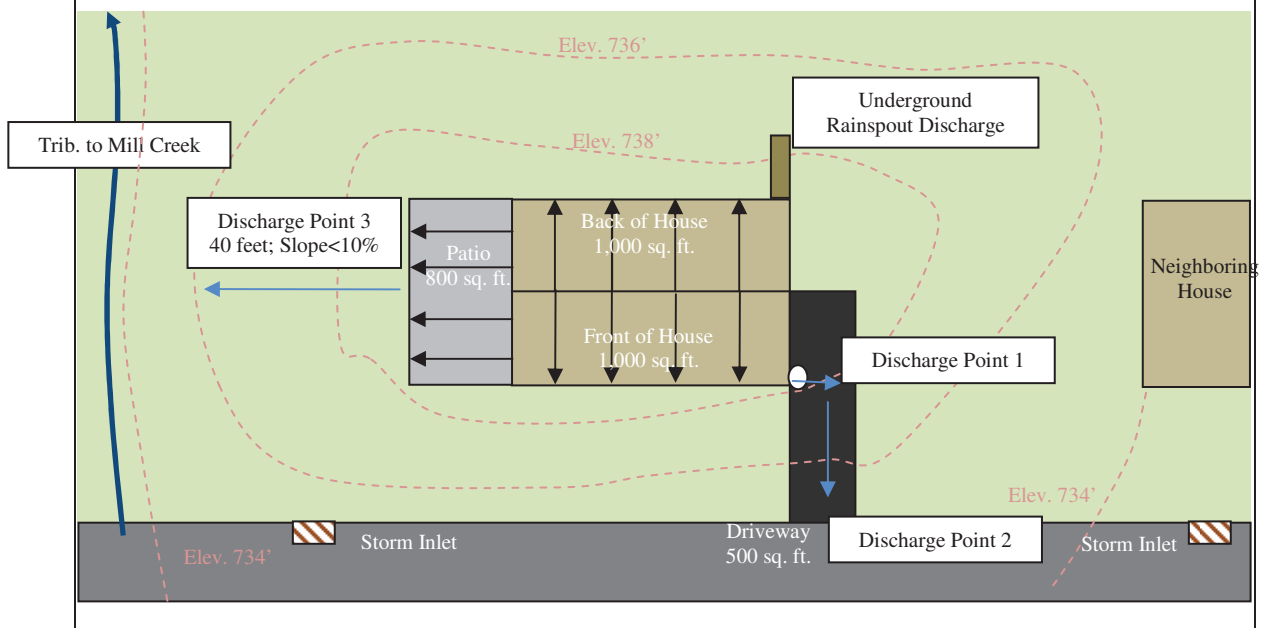 Elev. 736’
Underground
Rainspout Discharge
Trib. to Mill Creek
Elev. 738’
Discharge Point 3
40 feet; Slope<10%
Back of House
1,000 sq. ft.
Patio
800 sq. ft.
Neighboring
House
Front of House
1,000 sq. ft.
Discharge Point 1
Elev. 734’
Driveway
500 sq. ft.
Discharge Point 2
Storm Inlet
Storm Inlet
Elev. 734’